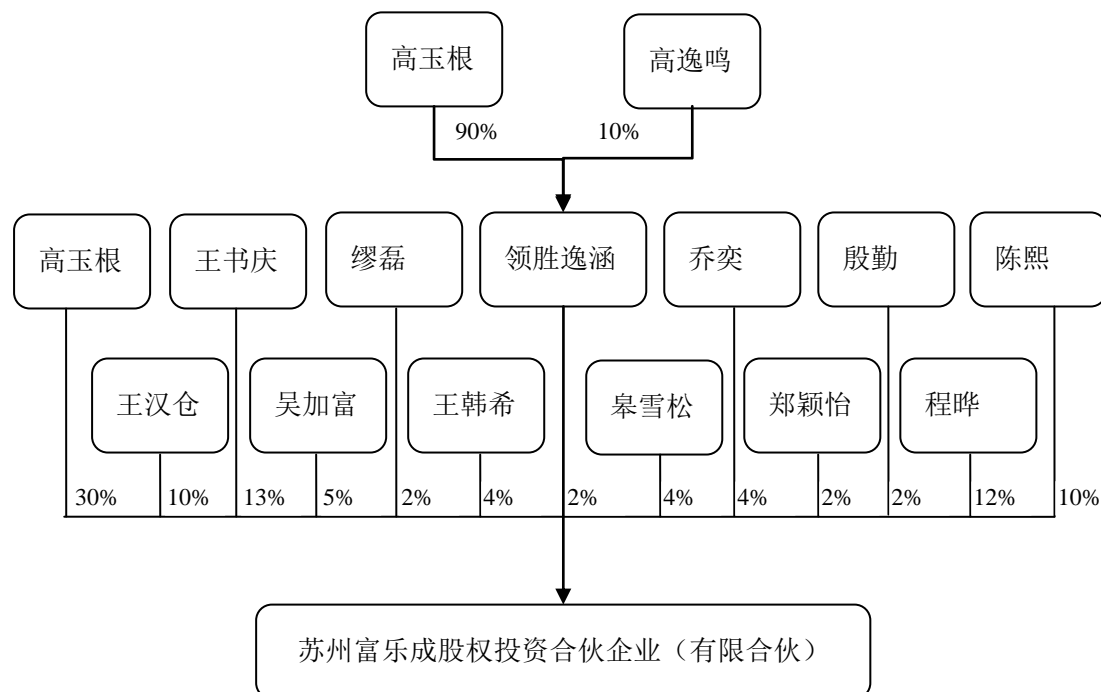 高玉根
高逸鸣
90%
10%
高玉根
王书庆
缪磊
领胜逸涵
乔奕
殷勤
陈熙
王汉仓
吴加富
王韩希
皋雪松
郑颖怡
程晔
30%
10%
13%
5%
2%
4%
2%
4%
4%
2%
2%
12%
10%
苏州富乐成股权投资合伙企业（有限合伙）